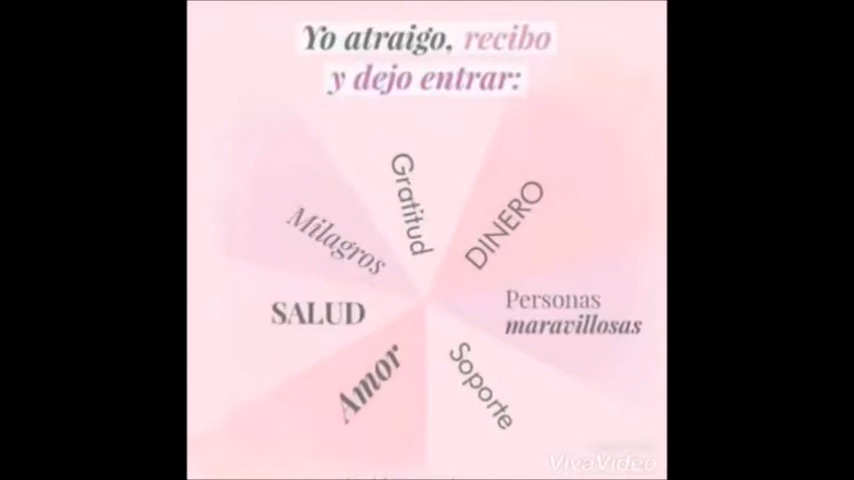 Yo atraigo, recibo
y dejo entrar:
Gratitud
DINERO
Personas
maravillosas
Soporte
Amor
SALUD
Milagros
VivaVideo